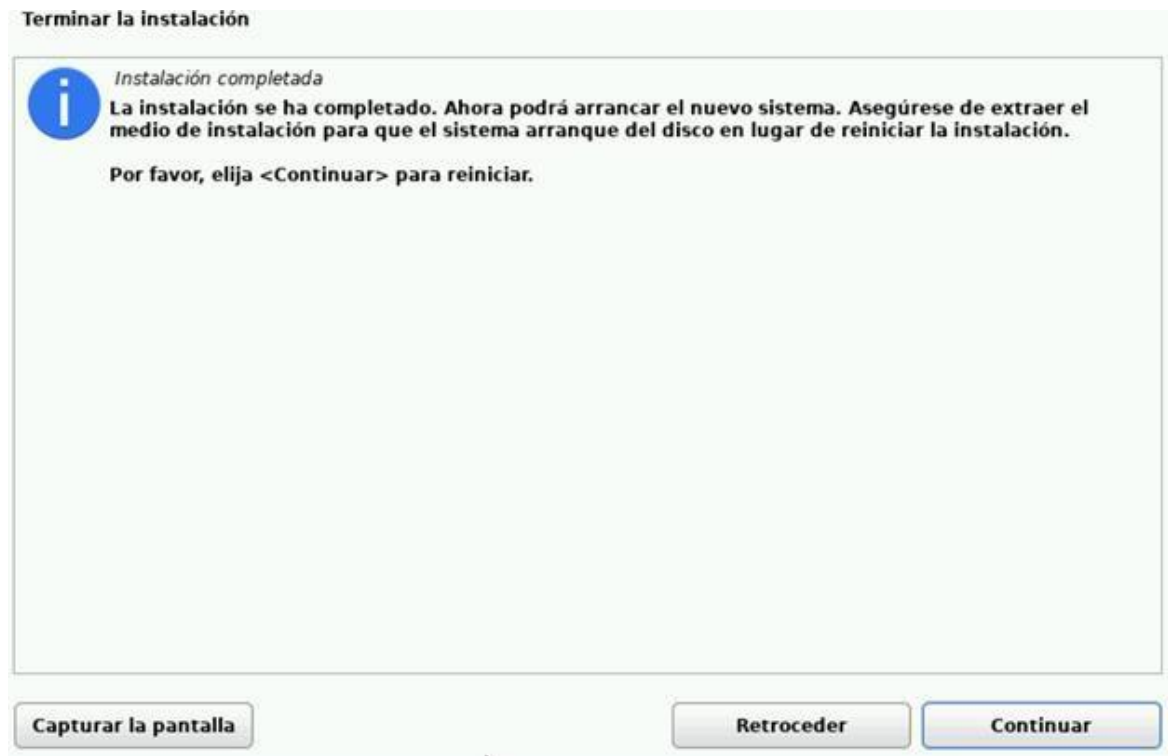 Terminar la instalación
Instalación completada
La instalación se ha completado. Ahora podrá arrancar el nuevo sistema. Asegúrese de extraer el
medio de instalación para que el sistema arranque del disco en lugar de reiniciar la instalación.
Por favor, elija <Continuar> para reiniciar.
Capturar la pantalla
Retroceder
Continuar